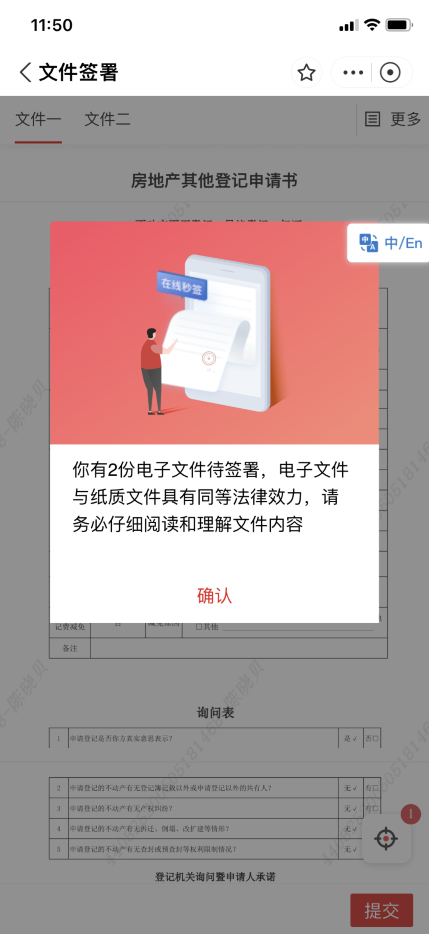 11:50
文件签署
文件一 文件二 更多
房地产其他登记申请书
中/En
在线秒签
你有2份电子文件待签署，电子文件
与纸质文件具有同等法律效力，请
务必仔细阅读和理解文件内容
确认
记费减免 否 减免原因 □其他
备注
询问表
1 申请登记是否你方真实意思表示？ 是√ 否□
2 申请登记的不动产有无登记簿记载以外或申请登记以外的共有人？ 无√ 有□
3 申请登记的不动产有无产权纠纷？ 无√ 有□
4 申请登记的不动产有无拆迁、倒塌、改扩建等情形？ 无√
5 申请登记的不动产有无查封或预查封等权利限制情况？ 无√
登记机关询问暨申请人承诺
提交